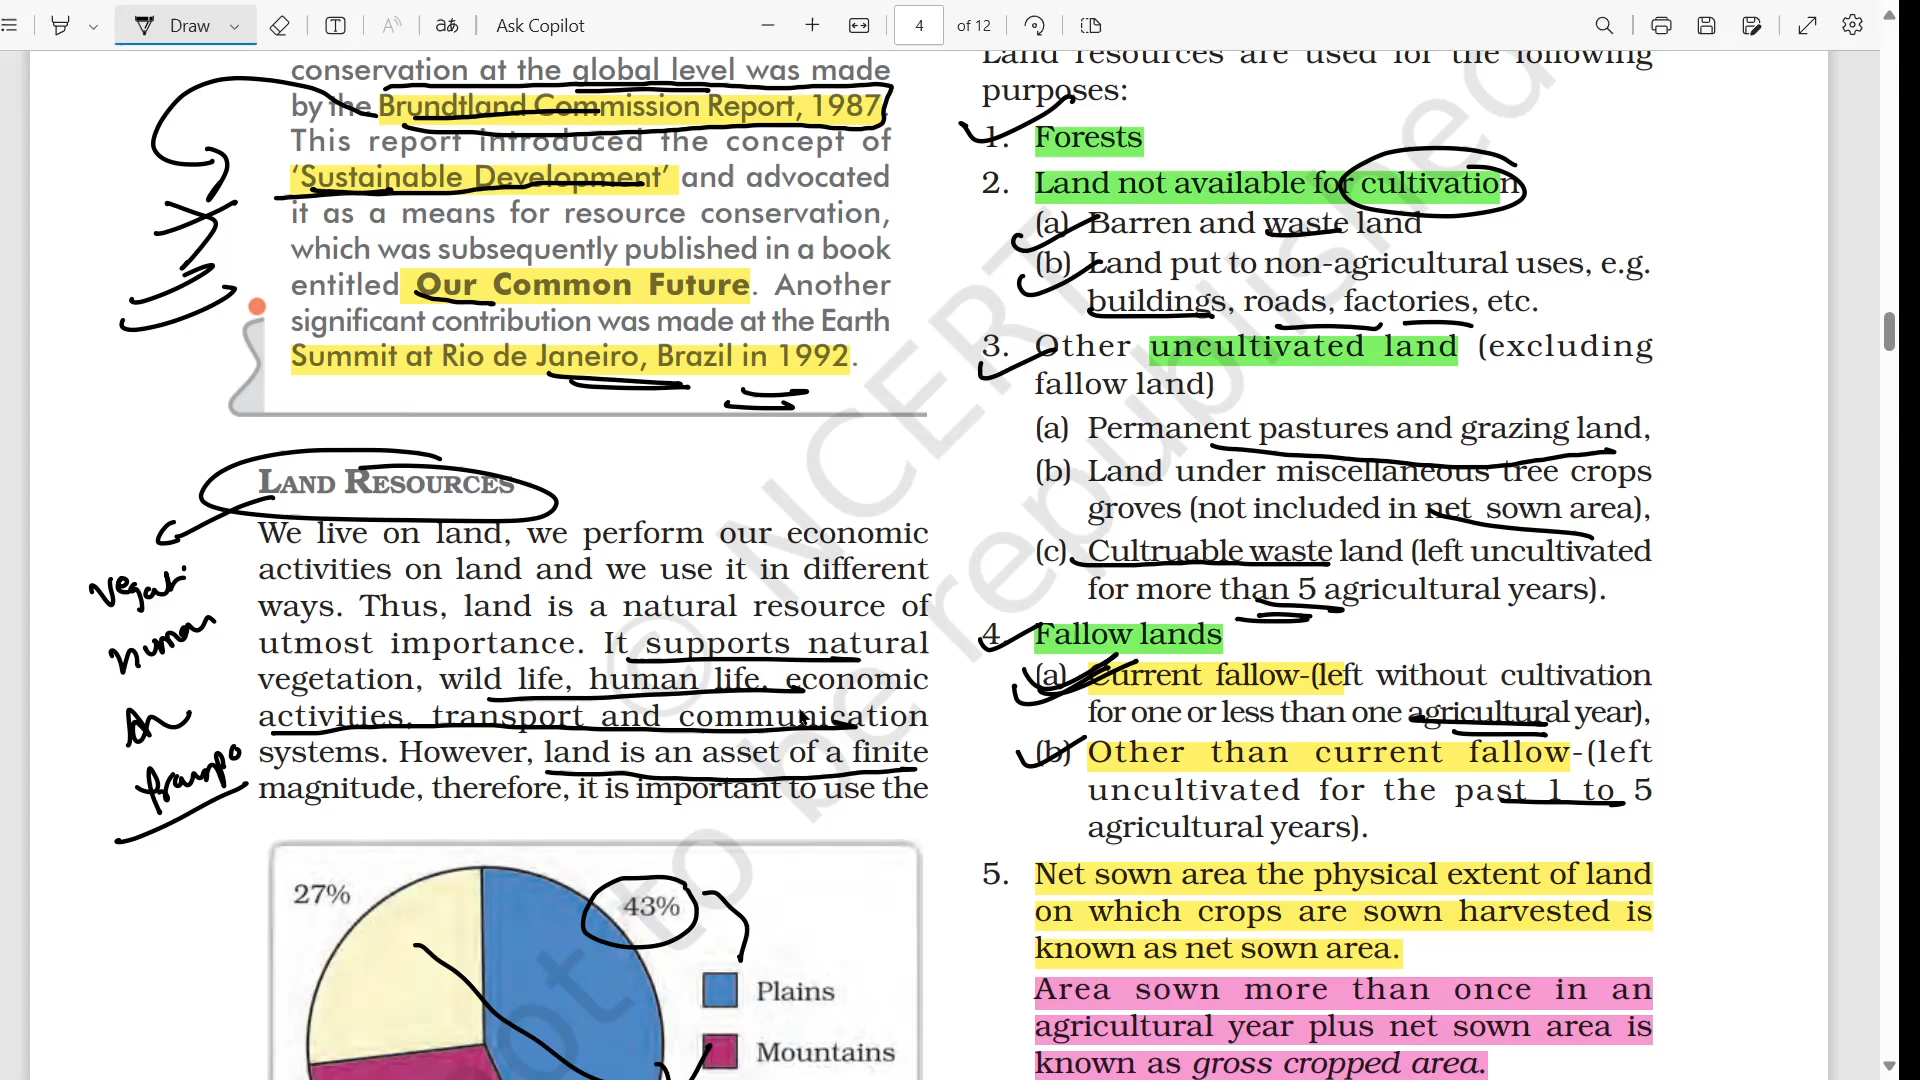 Draw
Ask Copilot
4 of 12
conservation at the global level was made
by the Brundtland Commission Report, 1987.
This report introduced the concept of
‘Sustainable Development’ and advocated
it as a means for resource conservation,
which was subsequently published in a book
entitled Our Common Future. Another
significant contribution was made at the Earth
Summit at Rio de Janeiro, Brazil in 1992.
LAND RESOURCES
We live on land, we perform our economic
activities on land and we use it in different
ways. Thus, land is a natural resource of
utmost importance. It supports natural
vegetation, wild life, human life, economic
activities, transport and communication
systems. However, land is an asset of a finite
magnitude, therefore, it is important to use the
27%
43%
Plains
Mountains
Land resources are used for the following
purposes:
1. Forests
2. Land not available for cultivation
(a) Barren and waste land
(b) Land put to non-agricultural uses, e.g.
buildings, roads, factories, etc.
3. Other uncultivated land (excluding
fallow land)
(a) Permanent pastures and grazing land,
(b) Land under miscellaneous tree crops
groves (not included in net sown area),
(c) Cultruable waste land (left uncultivated
for more than 5 agricultural years).
4. Fallow lands
(a) Current fallow-(left without cultivation
for one or less than one agricultural year),
(b) Other than current fallow-(left
uncultivated for the past 1 to 5
agricultural years).
5. Net sown area the physical extent of land
on which crops are sown harvested is
known as net sown area.
Area sown more than once in an
agricultural year plus net sown area is
known as gross cropped area.
© NCERT
not to be republished